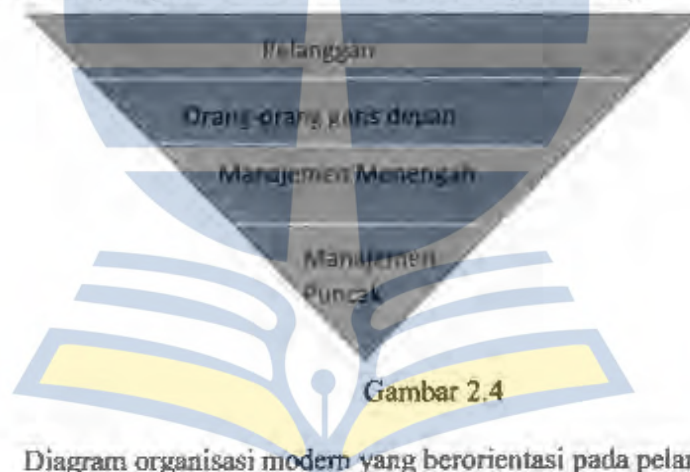 Pelanggan
Orang-orang garis depan
Manajemen Menengah
Manajemen
Puncak
Gambar 2.4
Diagram organisasi modern yang berorientasi pada pelan